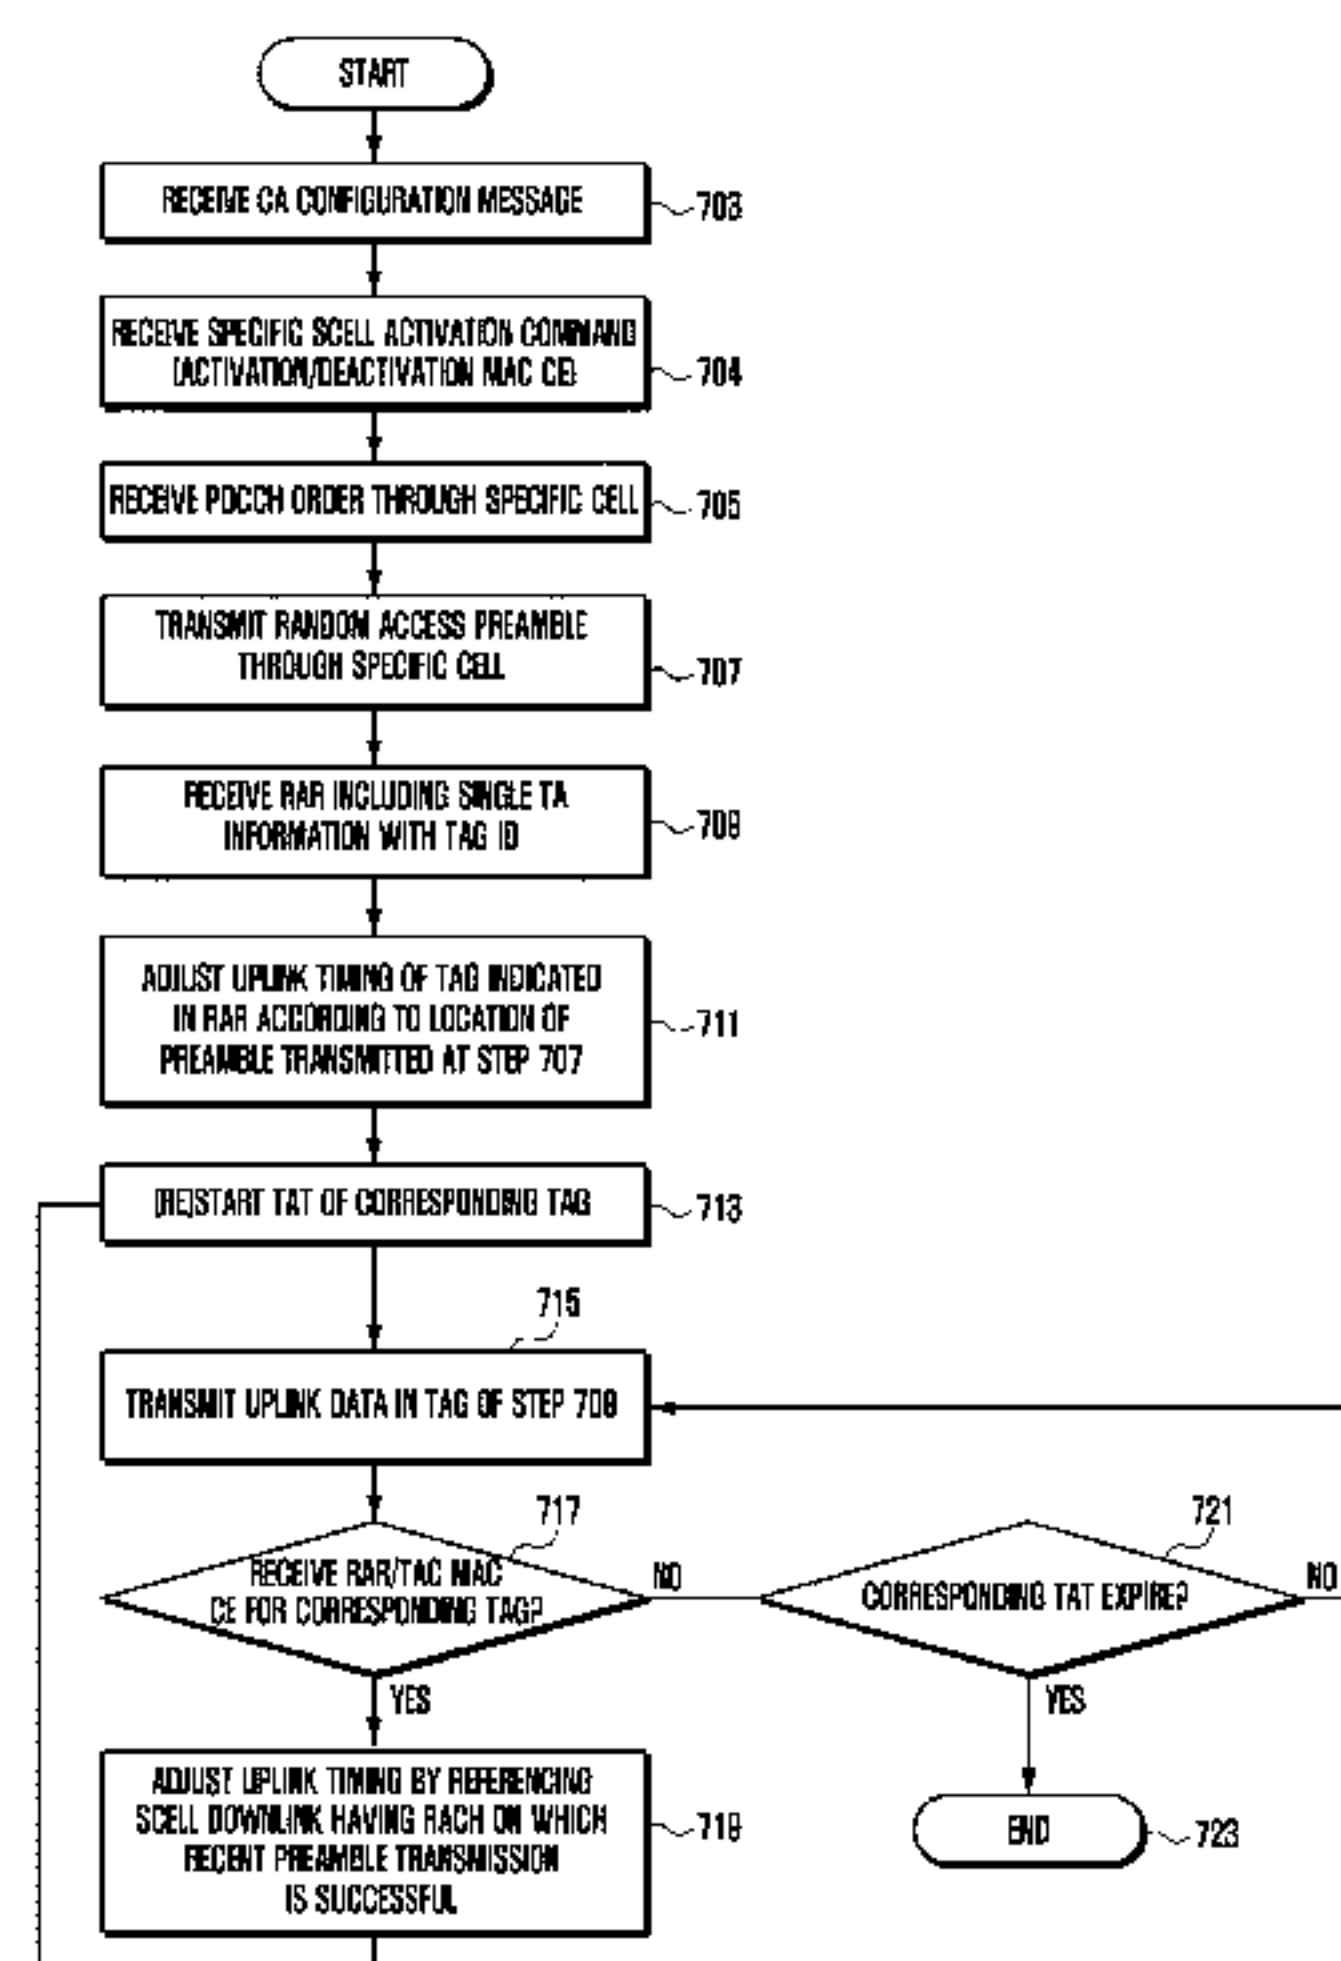 START
RECEIVE CA CONFIGURATION MESSAGE
703
RECEIVE SPECIFIC SCELL ACTIVATION COMMAND
(ACTIVATION/DEACTIVATION MAC CE)
704
RECEIVE PDCCH ORDER THROUGH SPECIFIC CELL
705
TRANSMIT RANDOM ACCESS PREAMBLE
THROUGH SPECIFIC CELL
707
RECEIVE RAR INCLUDING SINGLE TA
INFORMATION WITH TAG ID
709
ADJUST UPLINK TIMING OF TAG INDICATED
IN RAR ACCORDING TO LOCATION OF
PREAMBLE TRANSMITTED AT STEP 707
711
(RE)START TAT OF CORRESPONDING TAG
713
715
TRANSMIT UPLINK DATA IN TAG OF STEP 709
717
RECEIVE RAR/TAC MAC
CE FOR CORRESPONDING TAG?
NO
721
CORRESPONDING TAT EXPIRE?
NO
YES
YES
ADJUST UPLINK TIMING BY REFERENCING
SCELL DOWNLINK HAVING RACH ON WHICH
RECENT PREAMBLE TRANSMISSION
IS SUCCESSFUL
719
END
723